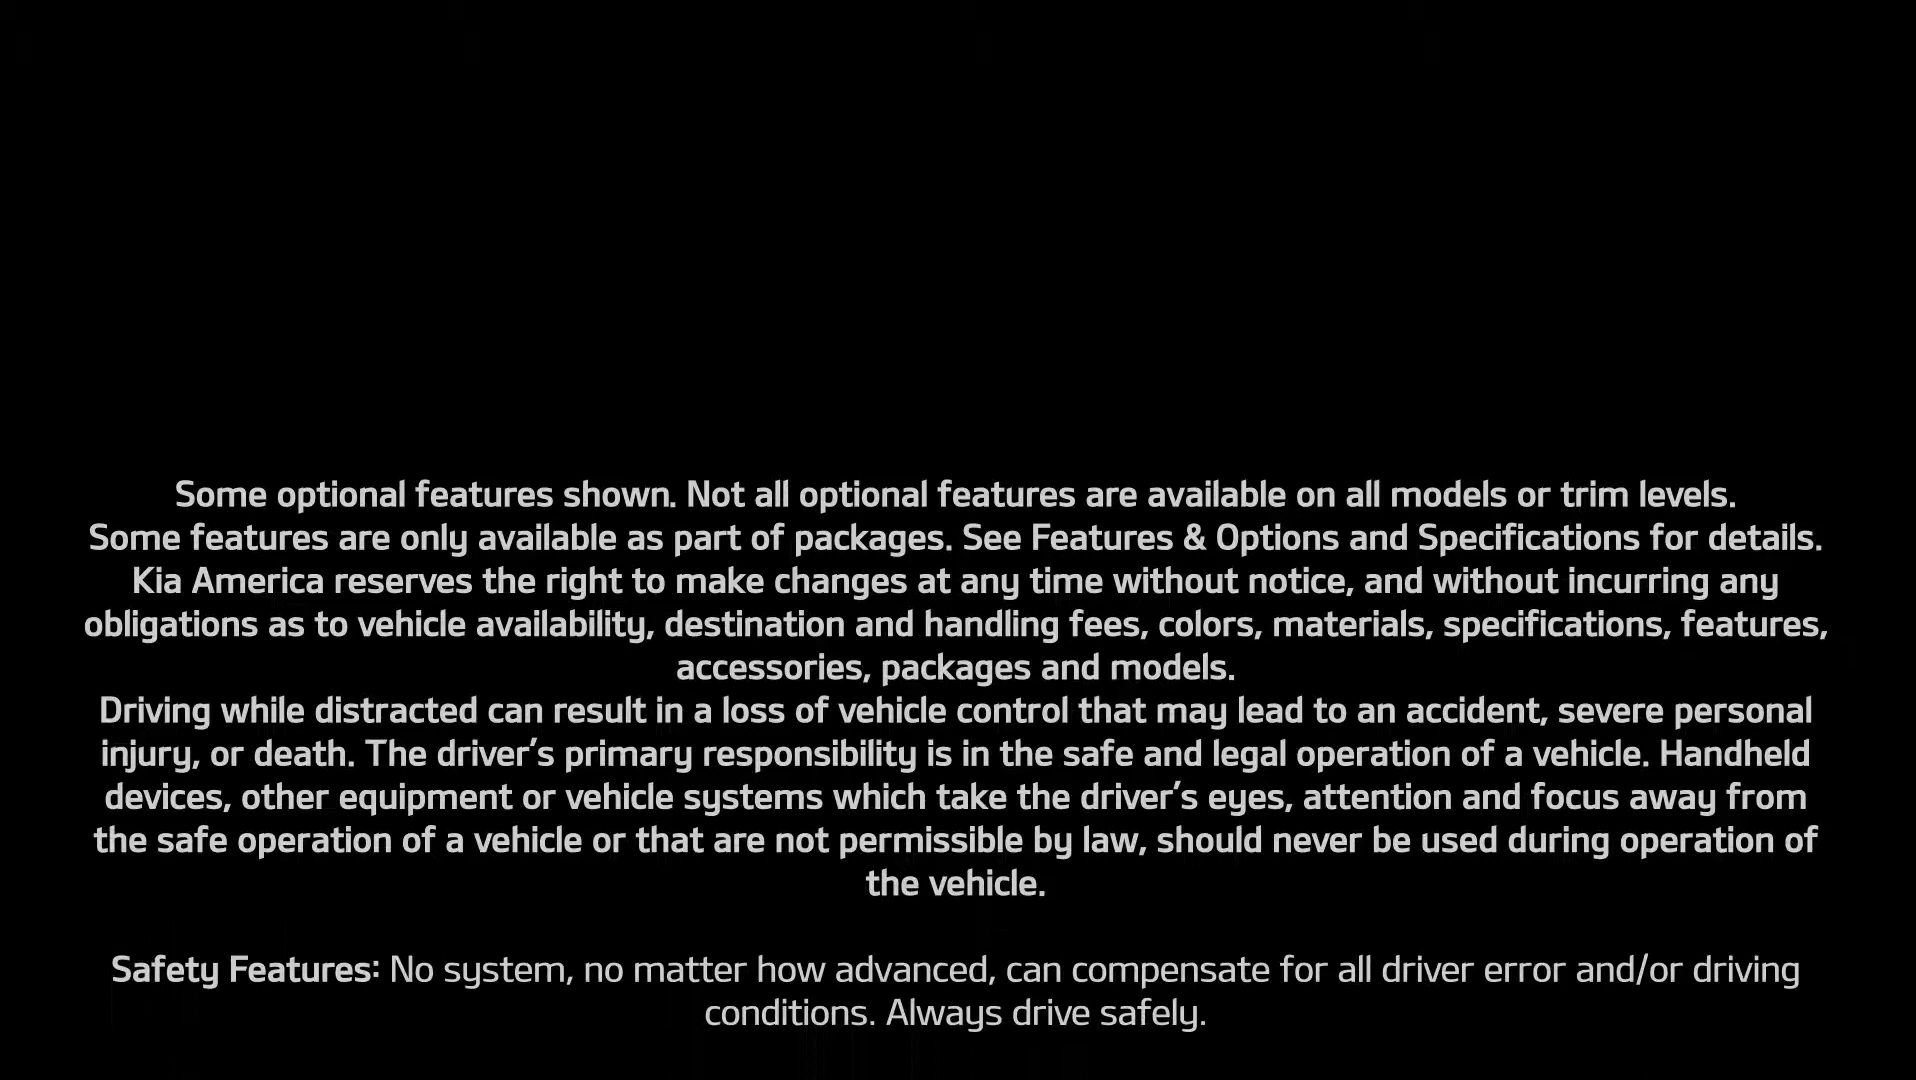 Some optional features shown. Not all optional features are available on all models or trim levels.
Some features are only available as part of packages. See Features & Options and Specifications for details.
Kia America reserves the right to make changes at any time without notice, and without incurring any
obligations as to vehicle availability, destination and handling fees, colors, materials, specifications, features,
accessories, packages and models.
Driving while distracted can result in a loss of vehicle control that may lead to an accident, severe personal
injury, or death. The driver’s primary responsibility is in the safe and legal operation of a vehicle. Handheld
devices, other equipment or vehicle systems which take the driver’s eyes, attention and focus away from
the safe operation of a vehicle or that are not permissible by law, should never be used during operation of
the vehicle.
Safety Features: No system, no matter how advanced, can compensate for all driver error and/or driving
conditions. Always drive safely.